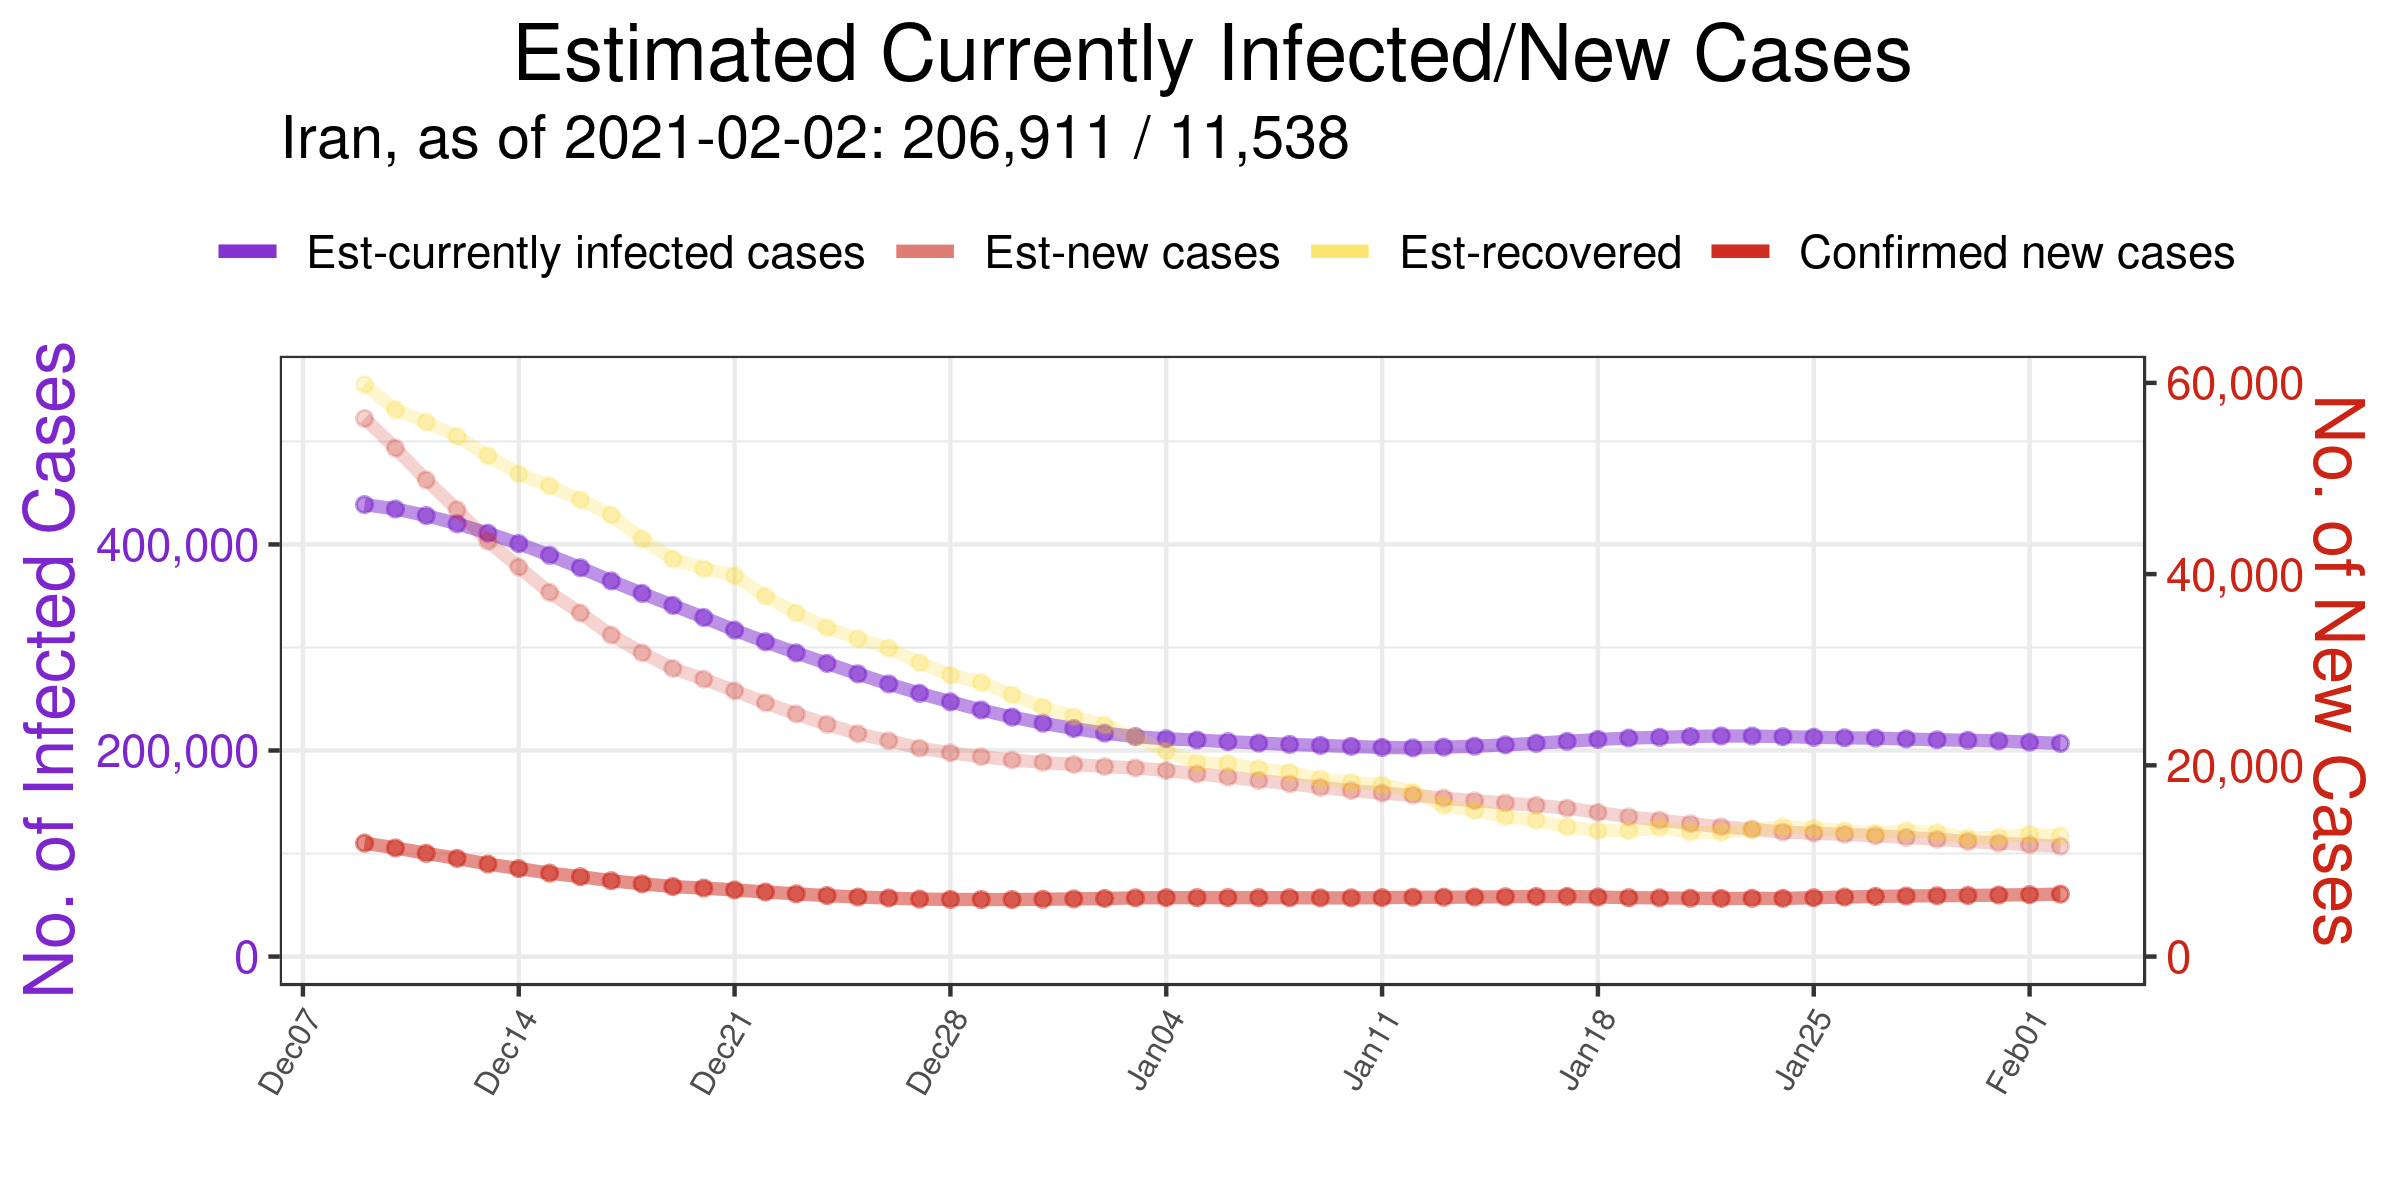 Estimated Currently Infected/New Cases
Iran, as of 2021-02-02: 206,911 / 11,538
Est-currently infected cases Est-new cases Est-recovered Confirmed new cases
No. of Infected Cases
400,000
200,000
0
60,000
40,000
20,000
0
No. of New Cases
Dec07 Dec14 Dec21 Dec28 Jan04 Jan11 Jan18 Jan25 Feb01